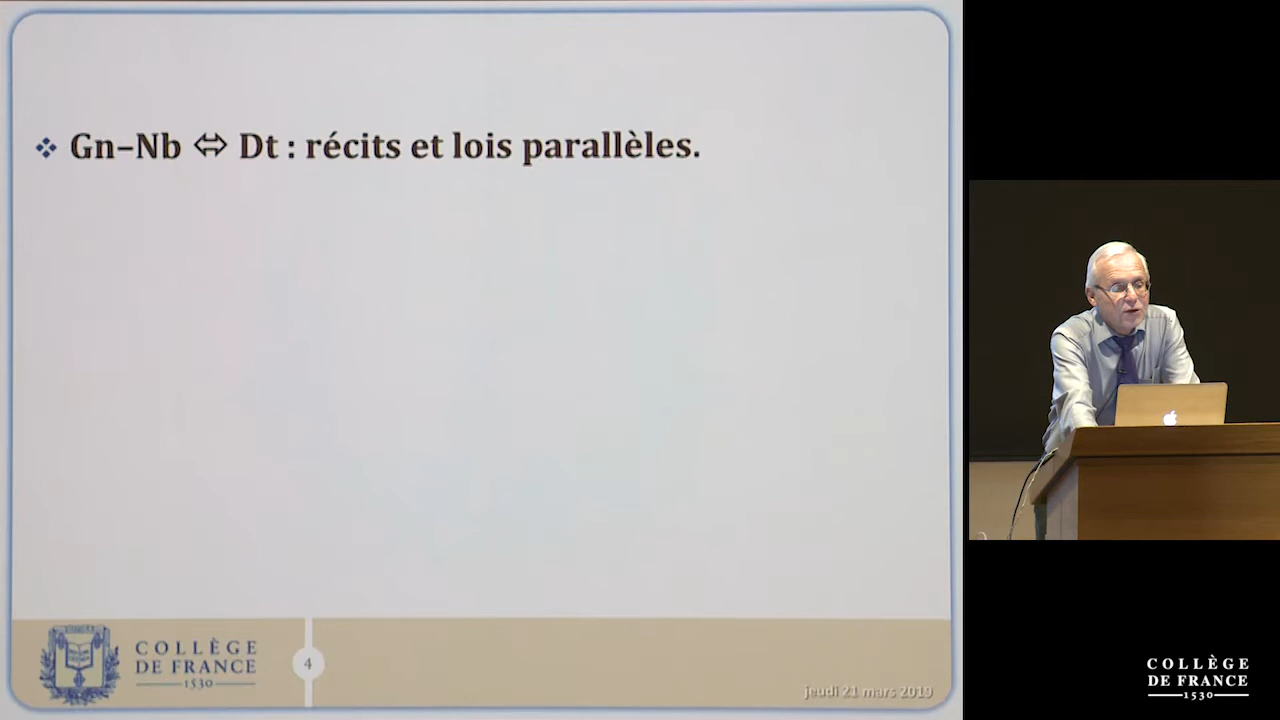 ❖ Gn–Nb ⬄ Dt : récits et lois parallèles.
COLLÈGE
DE FRANCE
1530
4
jeudi 21 mars 2019
COLLÈGE
DE FRANCE
1530